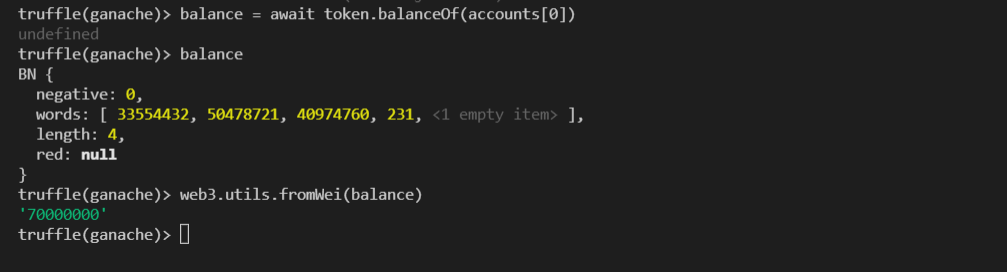 truffle(ganache)> balance = await token.balanceOf(accounts[0])
undefined
truffle(ganache)> balance
BN {
  negative: 0,
  words: [ 33554432, 50478721, 40974760, 231, <1 empty item> ],
  length: 4,
  red: null
}
truffle(ganache)> web3.utils.fromWei(balance)
'70000000'
truffle(ganache)>